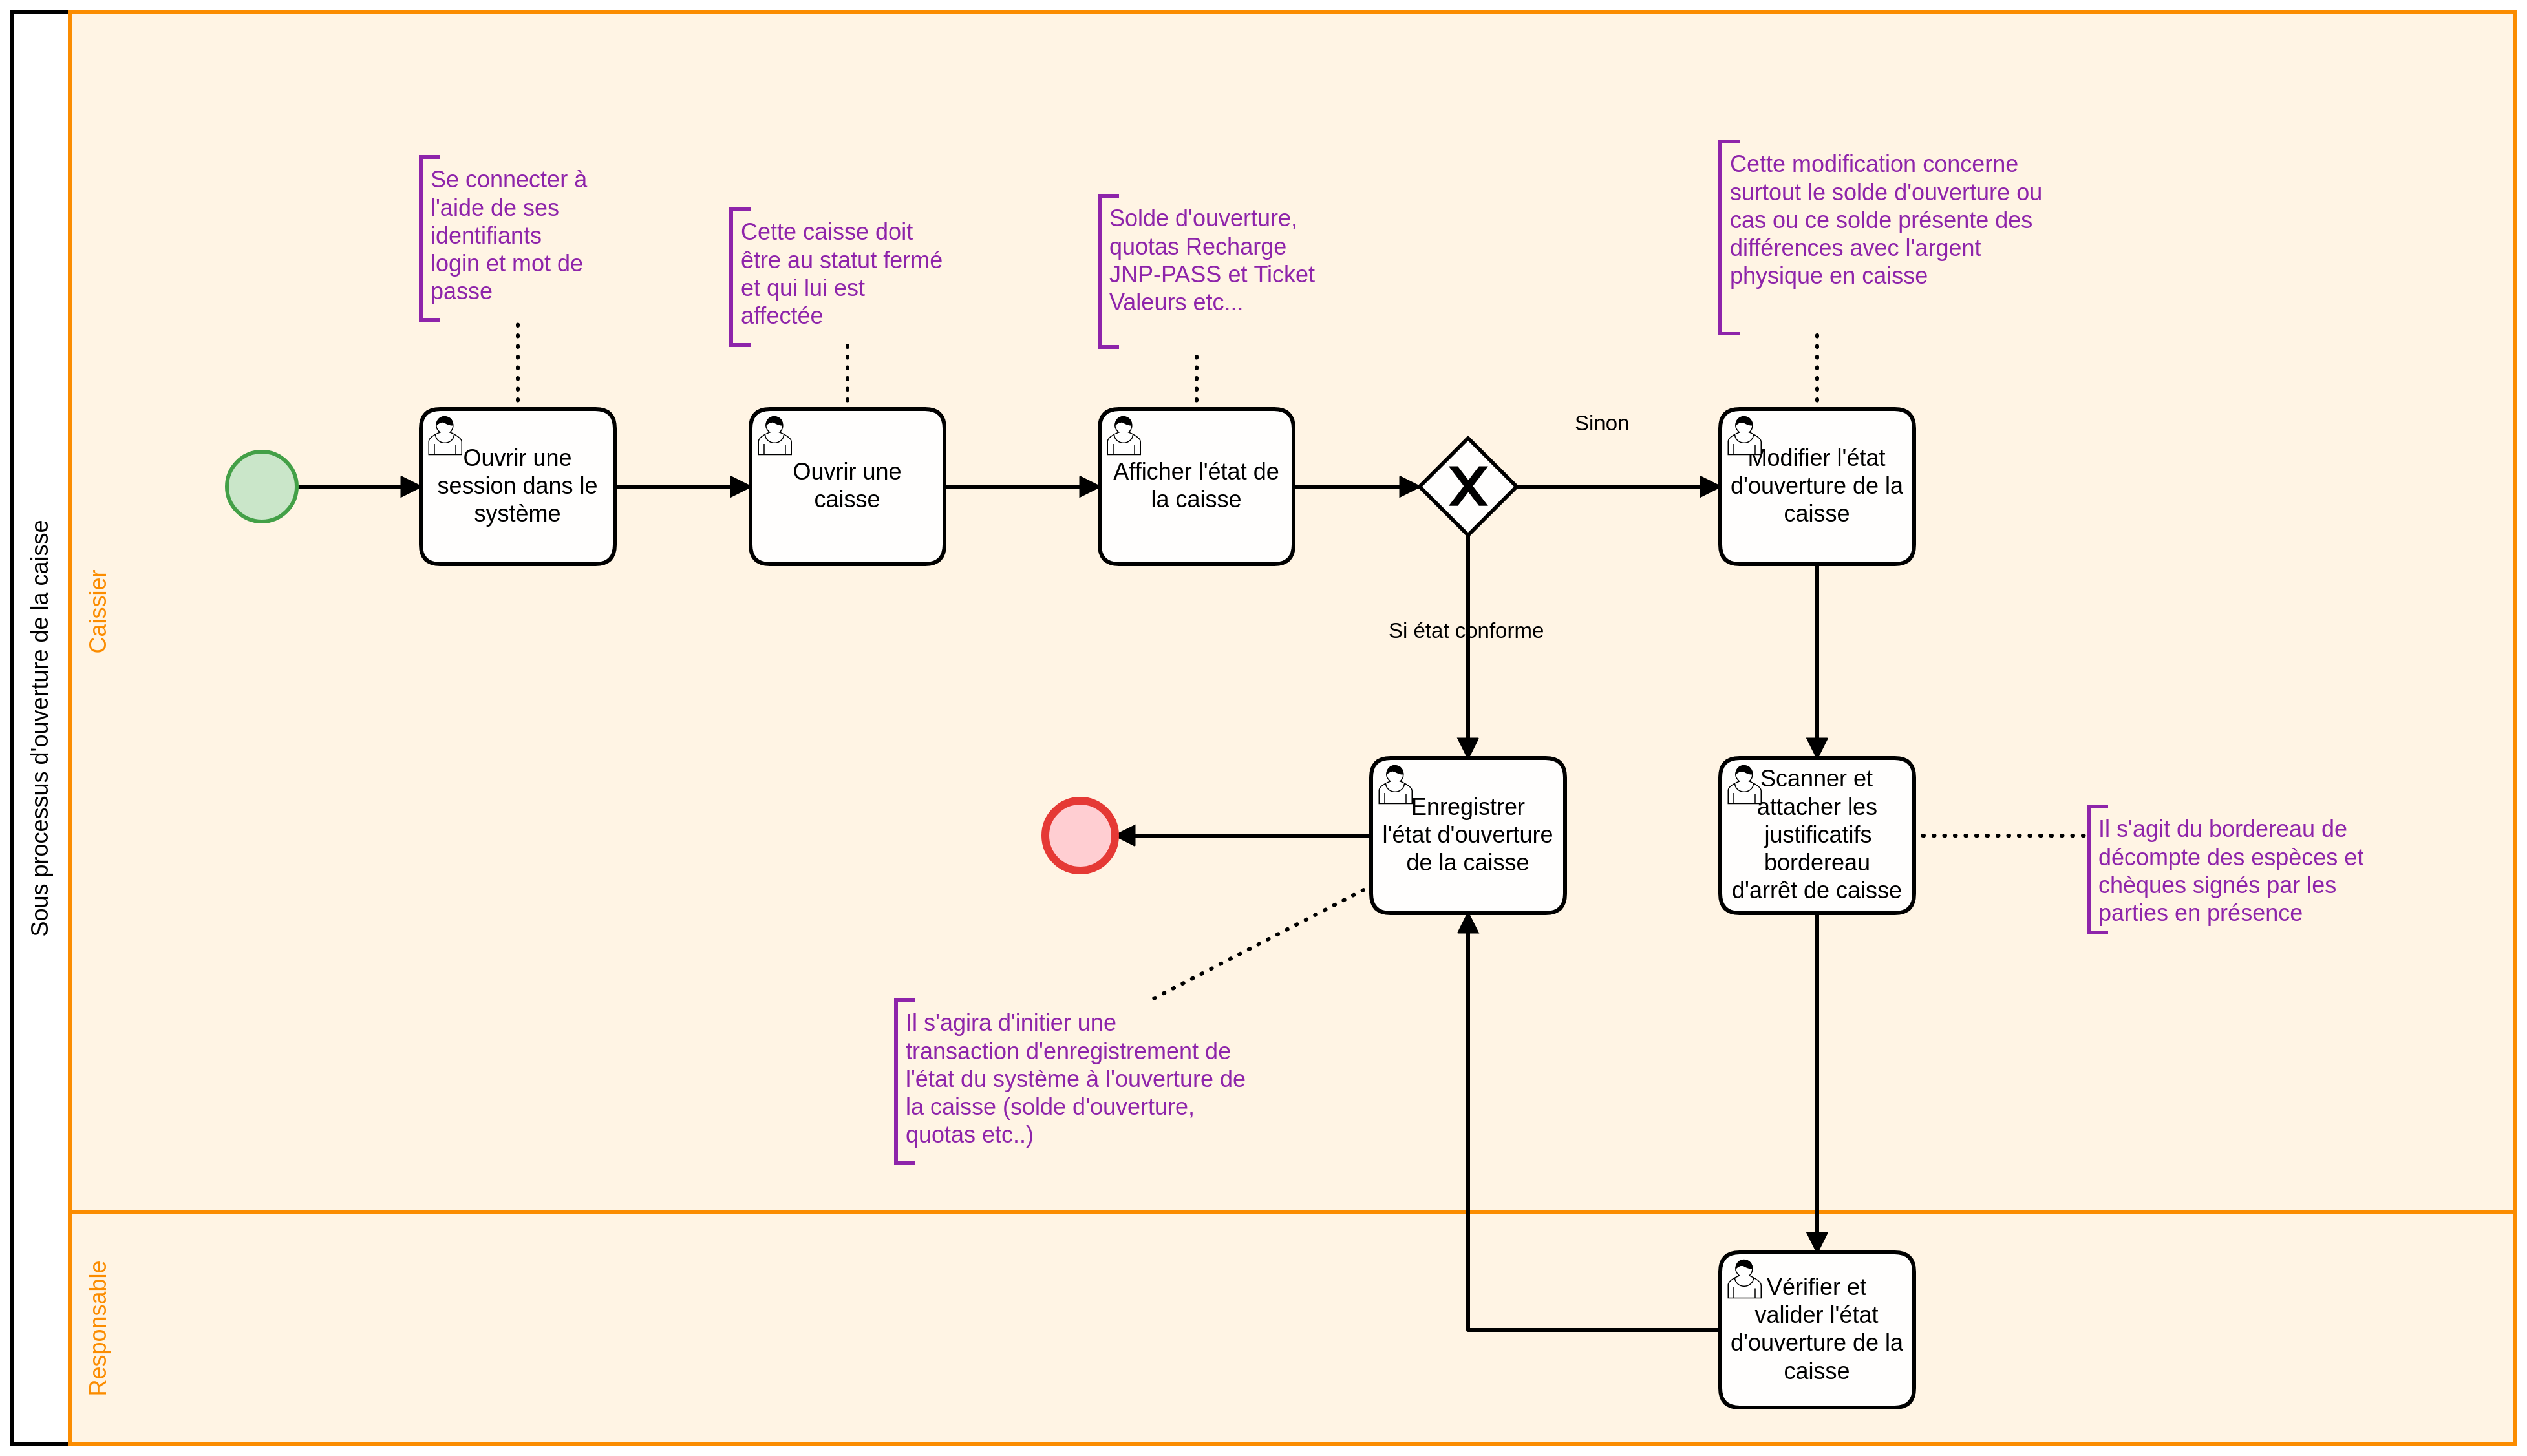 Sous processus d'ouverture de la caisse
Caissier
Se connecter à
l'aide de ses
identifiants
login et mot de
passe
Cette caisse doit
être au statut fermé
et qui lui est
affectée
Solde d'ouverture,
quotas Recharge
JNP-PASS et Ticket
Valeurs etc...
Cette modification concerne
surtout le solde d'ouverture ou
cas ou ce solde présente des
différences avec l'argent
physique en caisse
Ouvrir une
session dans le
système
Ouvrir une
caisse
Afficher l'état de
la caisse
X
Sinon
Modifier l'état
d'ouverture de la
caisse
Si état conforme
Enregistrer
l'état d'ouverture
de la caisse
Scanner et
attacher les
justificatifs
bordereau
d'arrêt de caisse
Il s'agit du bordereau de
décompte des espèces et
chèques signés par les
parties en présence
Il s'agira d'initier une
transaction d'enregistrement de
l'état du système à l'ouverture de
la caisse (solde d'ouverture,
quotas etc..)
Responsable
Vérifier et
valider l'état
d'ouverture de la
caisse